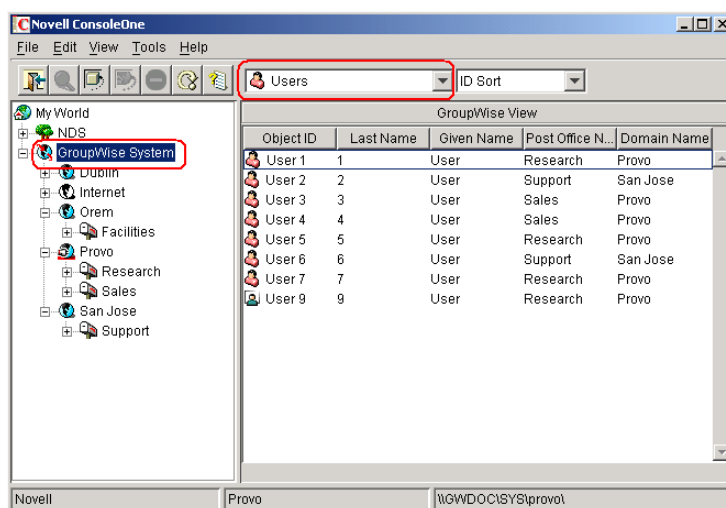 Novell ConsoleOne
File Edit View Tools Help
Users ID Sort
My World
NDS
GroupWise System
Dublin
Internet
Orem
Facilities
Provo
Research
Sales
San Jose
Support
GroupWise View
Object ID Last Name Given Name Post Office N... Domain Name
User 1 1 User Research Provo
User 2 2 User Support San Jose
User 3 3 User Sales Provo
User 4 4 User Sales Provo
User 5 5 User Research Provo
User 6 6 User Support San Jose
User 7 7 User Research Provo
User 9 9 User Research Provo
Novell Provo \\GWDOC\SYS\provo\